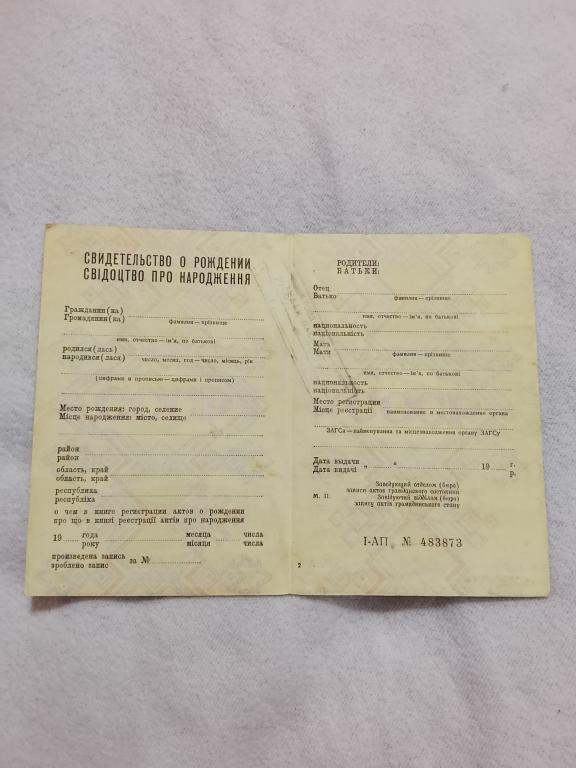 СВИДЕТЕЛЬСТВО О РОЖДЕНИИ
СВІДОЦТВО ПРО НАРОДЖЕННЯ
Гражданин(ка)
Громадянин(ка)
фамилия—прізвище
имя, отчество—ім'я, по батькові
родился(лась)
народився(лася)
число, месяц, год—число, місяць, рік
(цифрами и прописью—цифрами і прописом)
Место рождения: город, селение
Місце народження: місто, селище
район
район
область, край
область, край
республика
республіка
о чем в книге регистрации актов о рождении
про що в книзі реєстрації актів про народження
19 года месяца числа
року місяця числа
произведена запись
зроблено запис за №
РОДИТЕЛИ:
БАТЬКИ:
Отец
Батько
фамилия—прізвище
имя, отчество—ім'я, по батькові
национальность
національність
Мать
Мати
фамилия—прізвище
имя, отчество—ім'я, по батькові
национальность
національність
Место регистрации
Місце реєстрації
наименование и местонахождение органа
ЗАГСа—найменування та місцезнаходження органу ЗАГСу
Дата выдачи
Дата видачі „ “ 19 г.
р.
Заведующий отделом (бюро)
записи актов гражданского состояния
М. П. Завідуючий відділом (бюро)
запису актів громадянського стану
I-АП № 483873
2